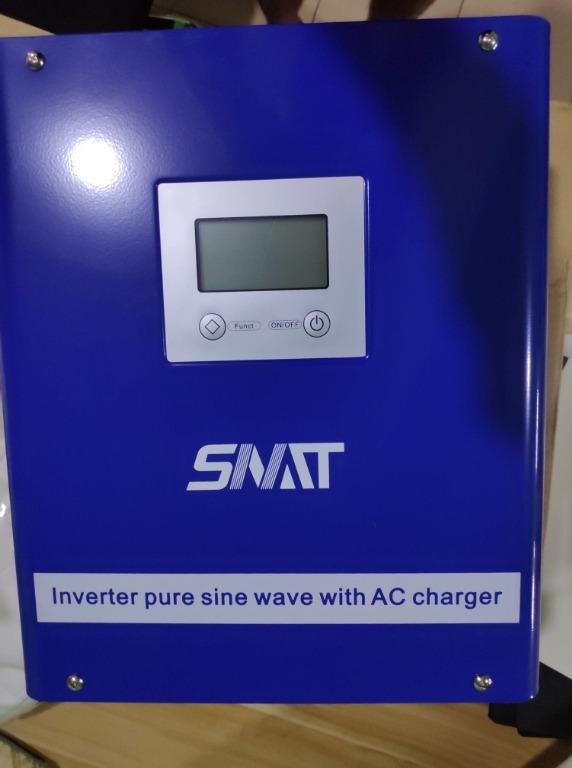 Funct ON/OFF
SNAT
Inverter pure sine wave with AC charger